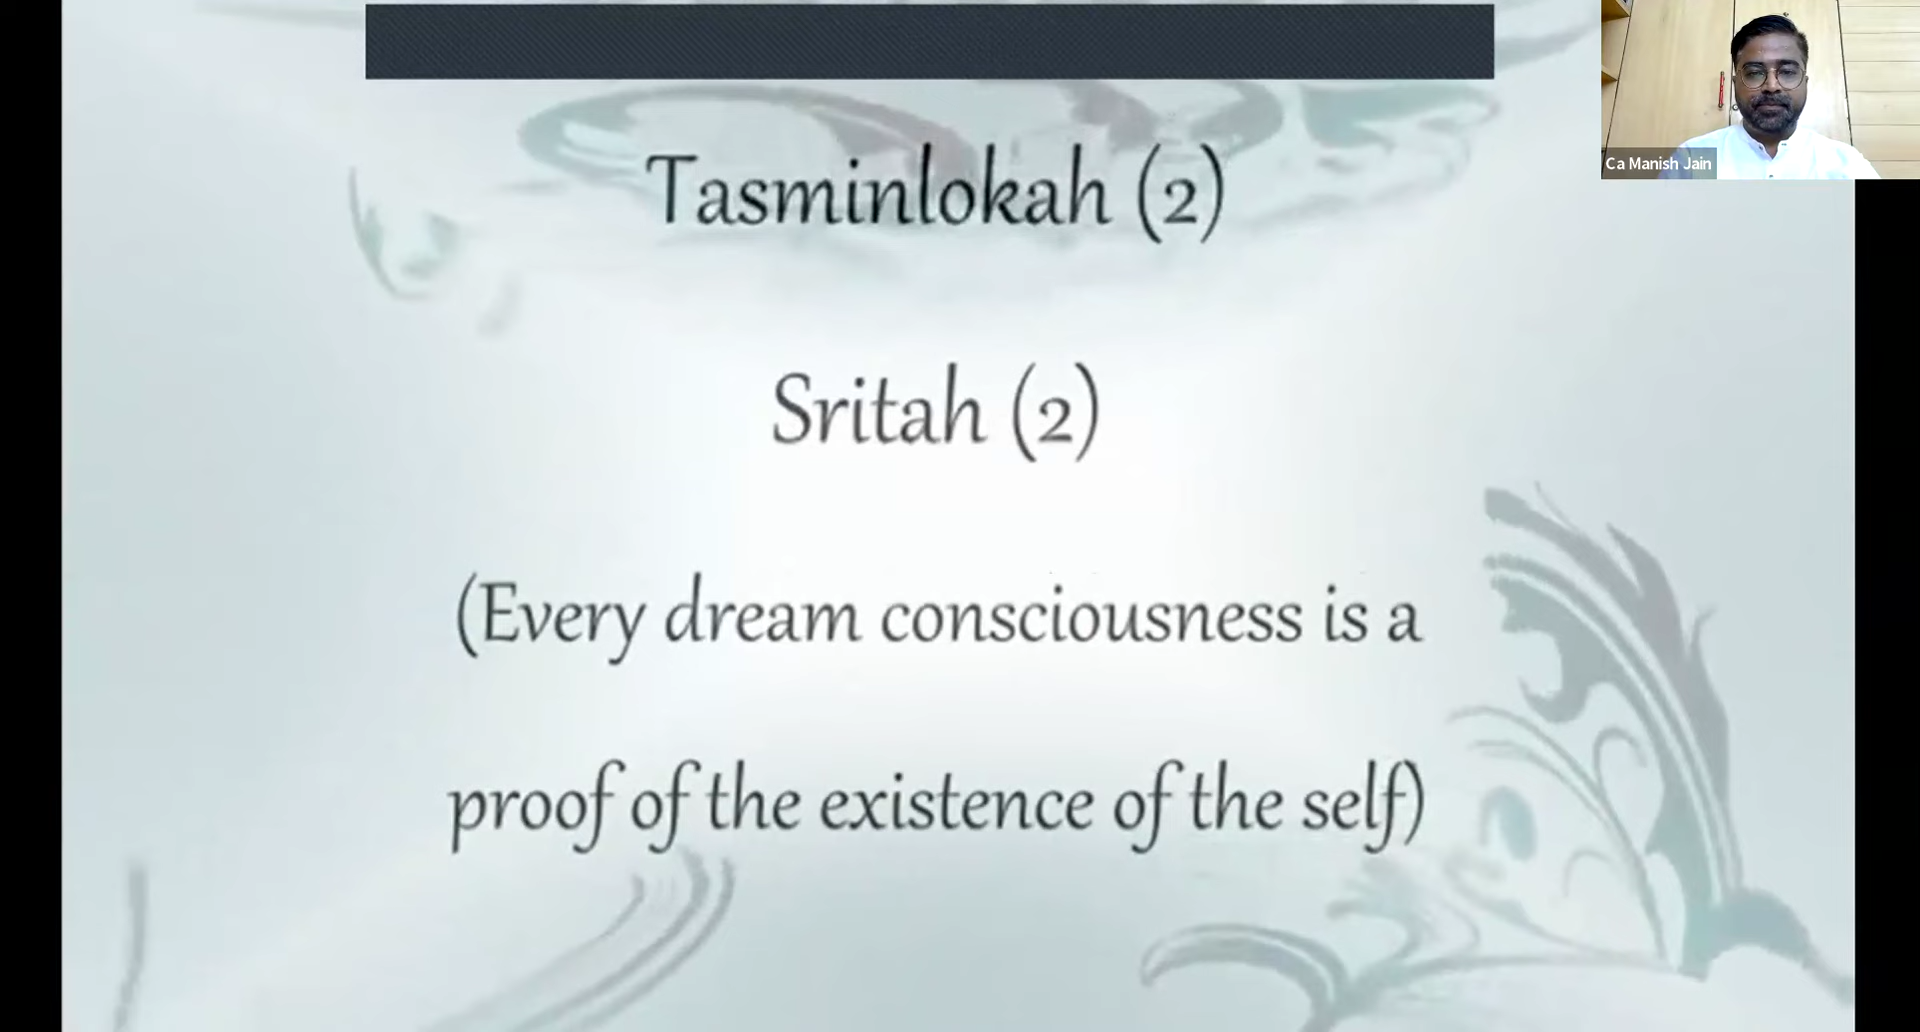 Tasminlokah (2)
Ca Manish Jain
Sritah (2)
(Every dream consciousness is a
proof of the existence of the self)